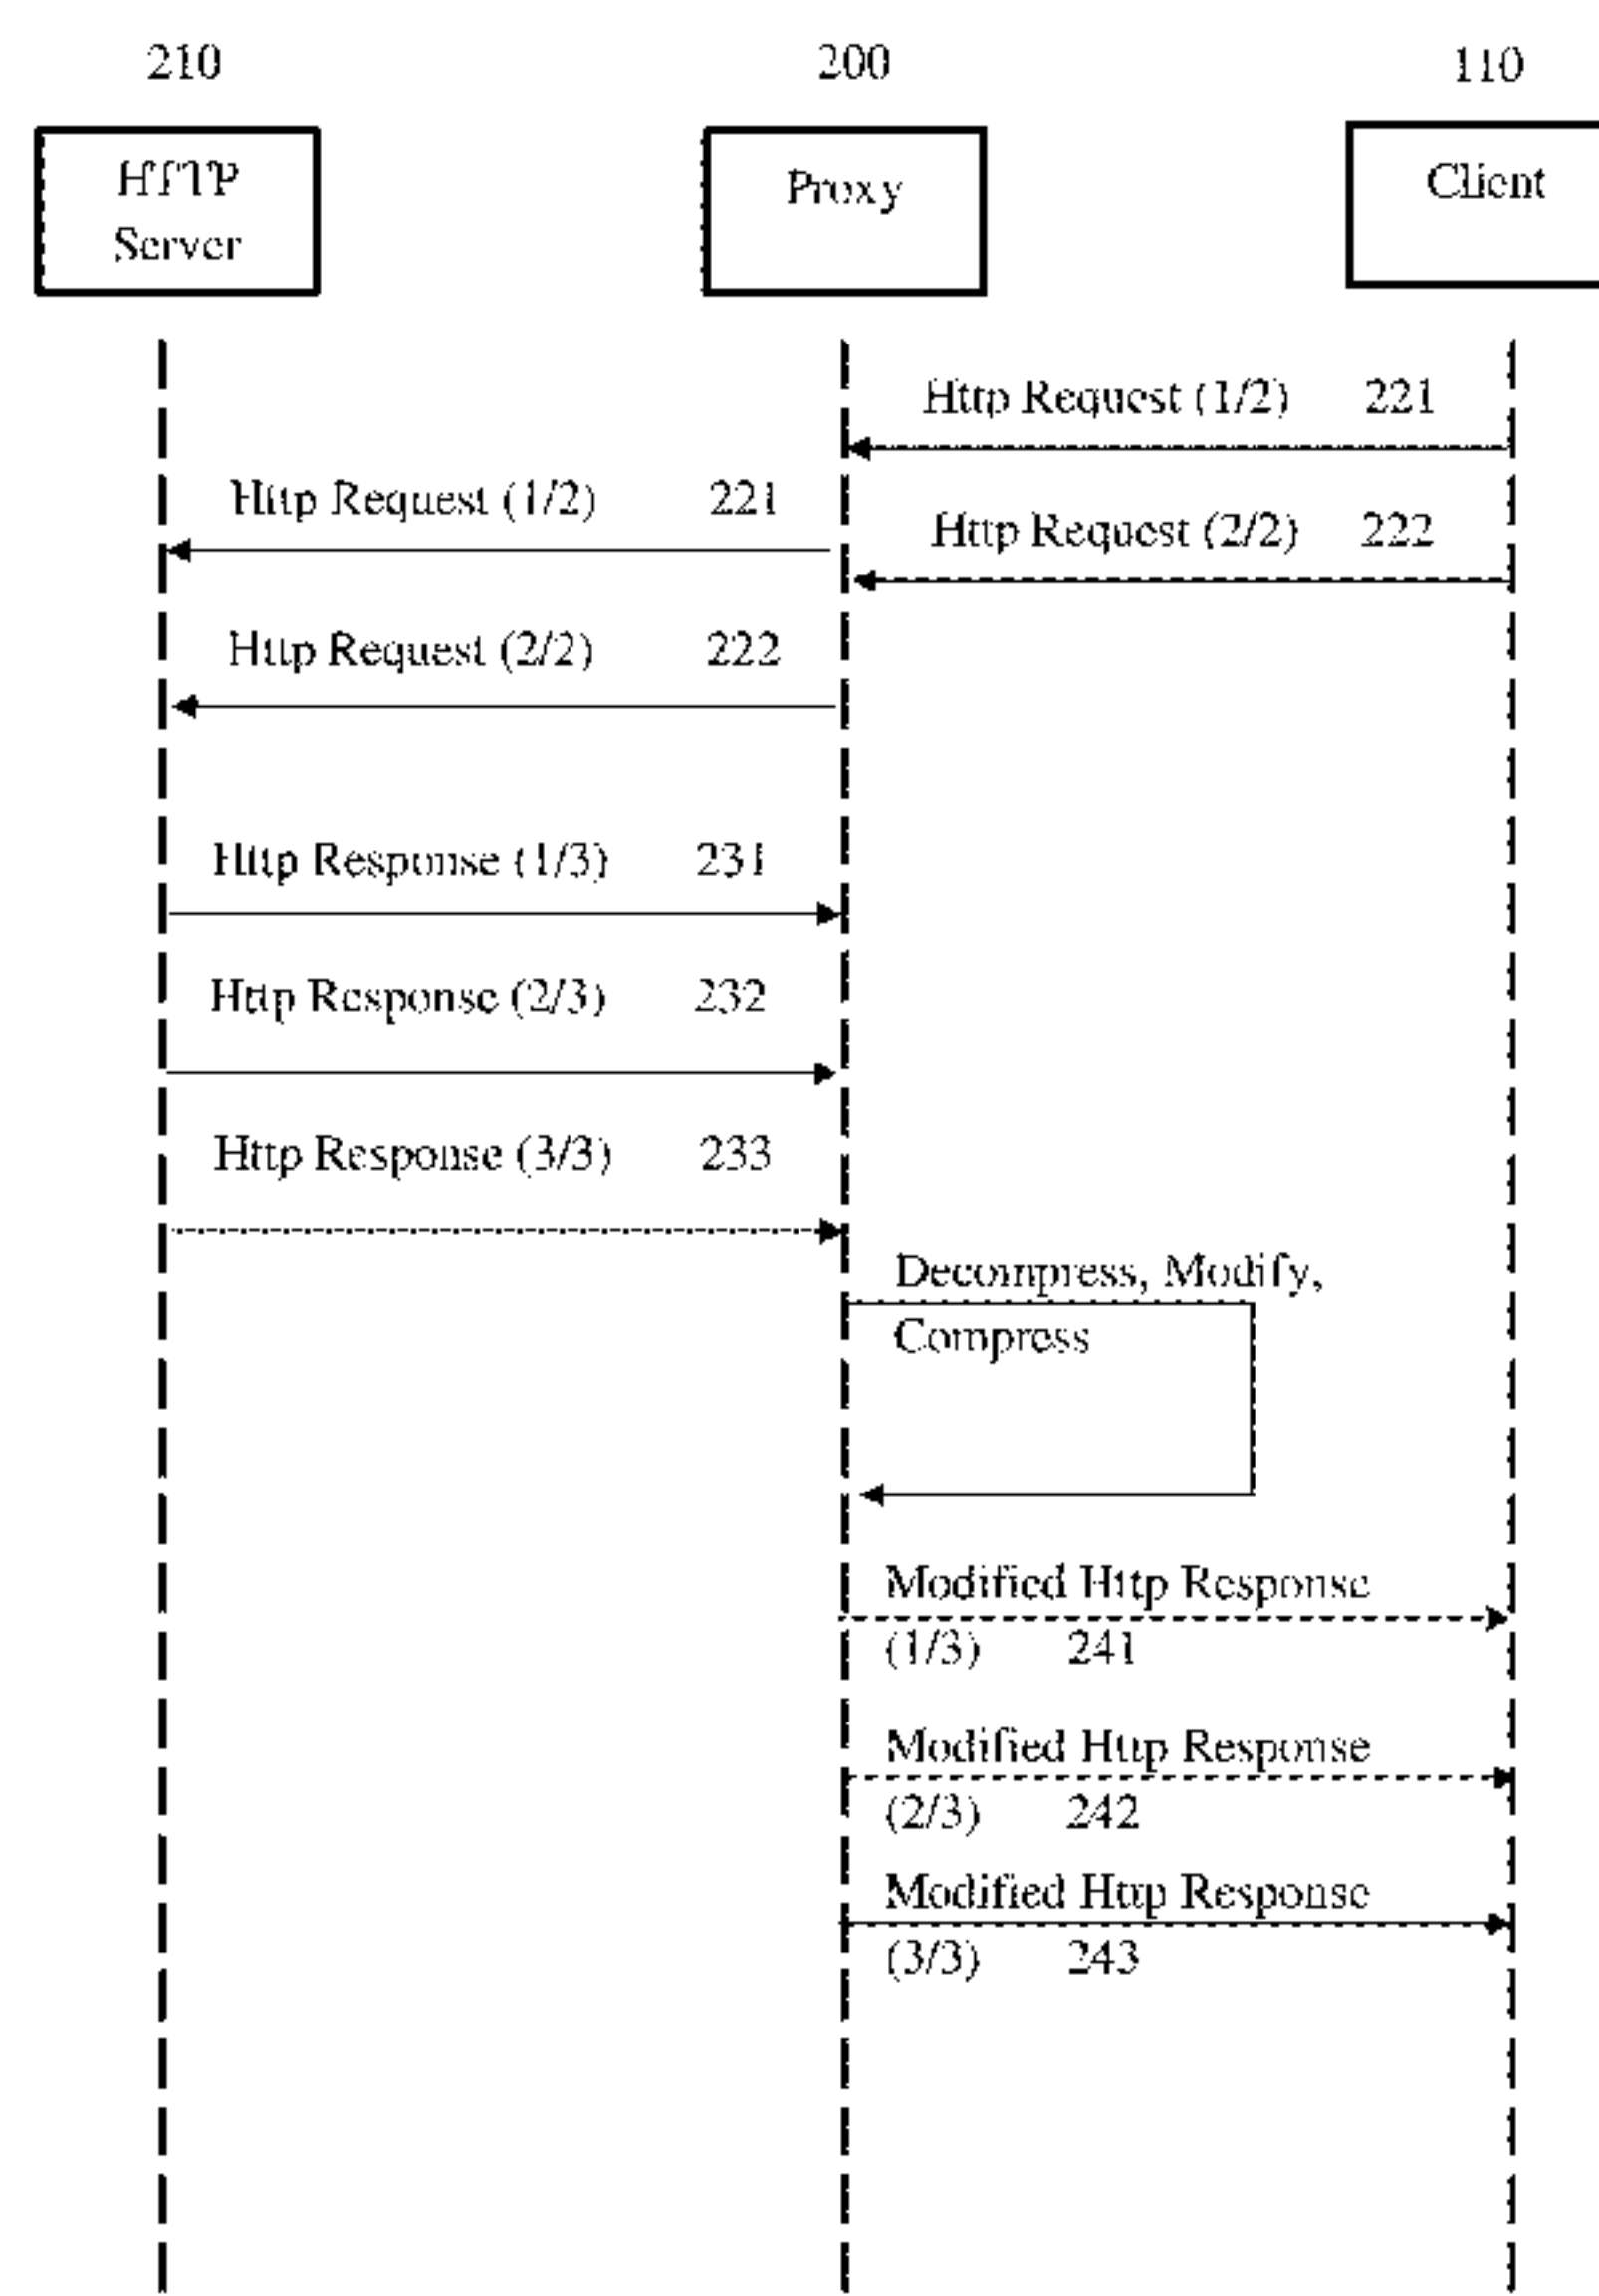 210 200 110
HTTP
Server
Proxy
Client
Http Request (1/2) 221
Http Request (1/2) 221
Http Request (2/2) 222
Http Request (2/2) 222
Http Response (1/3) 231
Http Response (2/3) 232
Http Response (3/3) 233
Decompress, Modify,
Compress
Modified Http Response
(1/3) 241
Modified Http Response
(2/3) 242
Modified Http Response
(3/3) 243